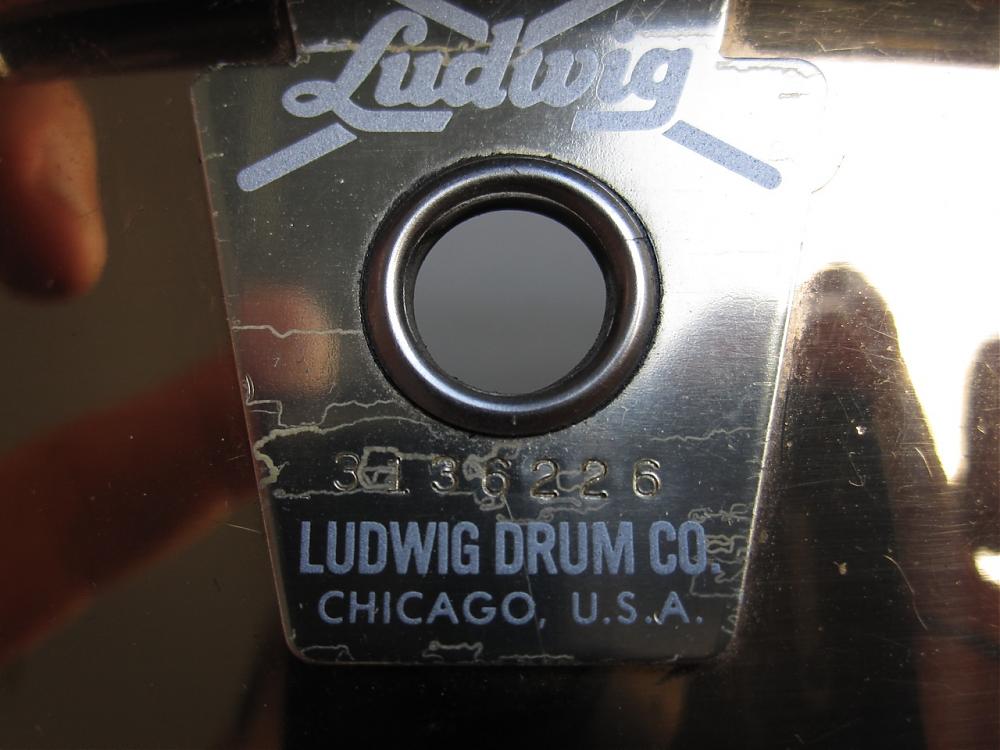 Ludwig
3136226
LUDWIG DRUM CO.
CHICAGO, U.S.A.